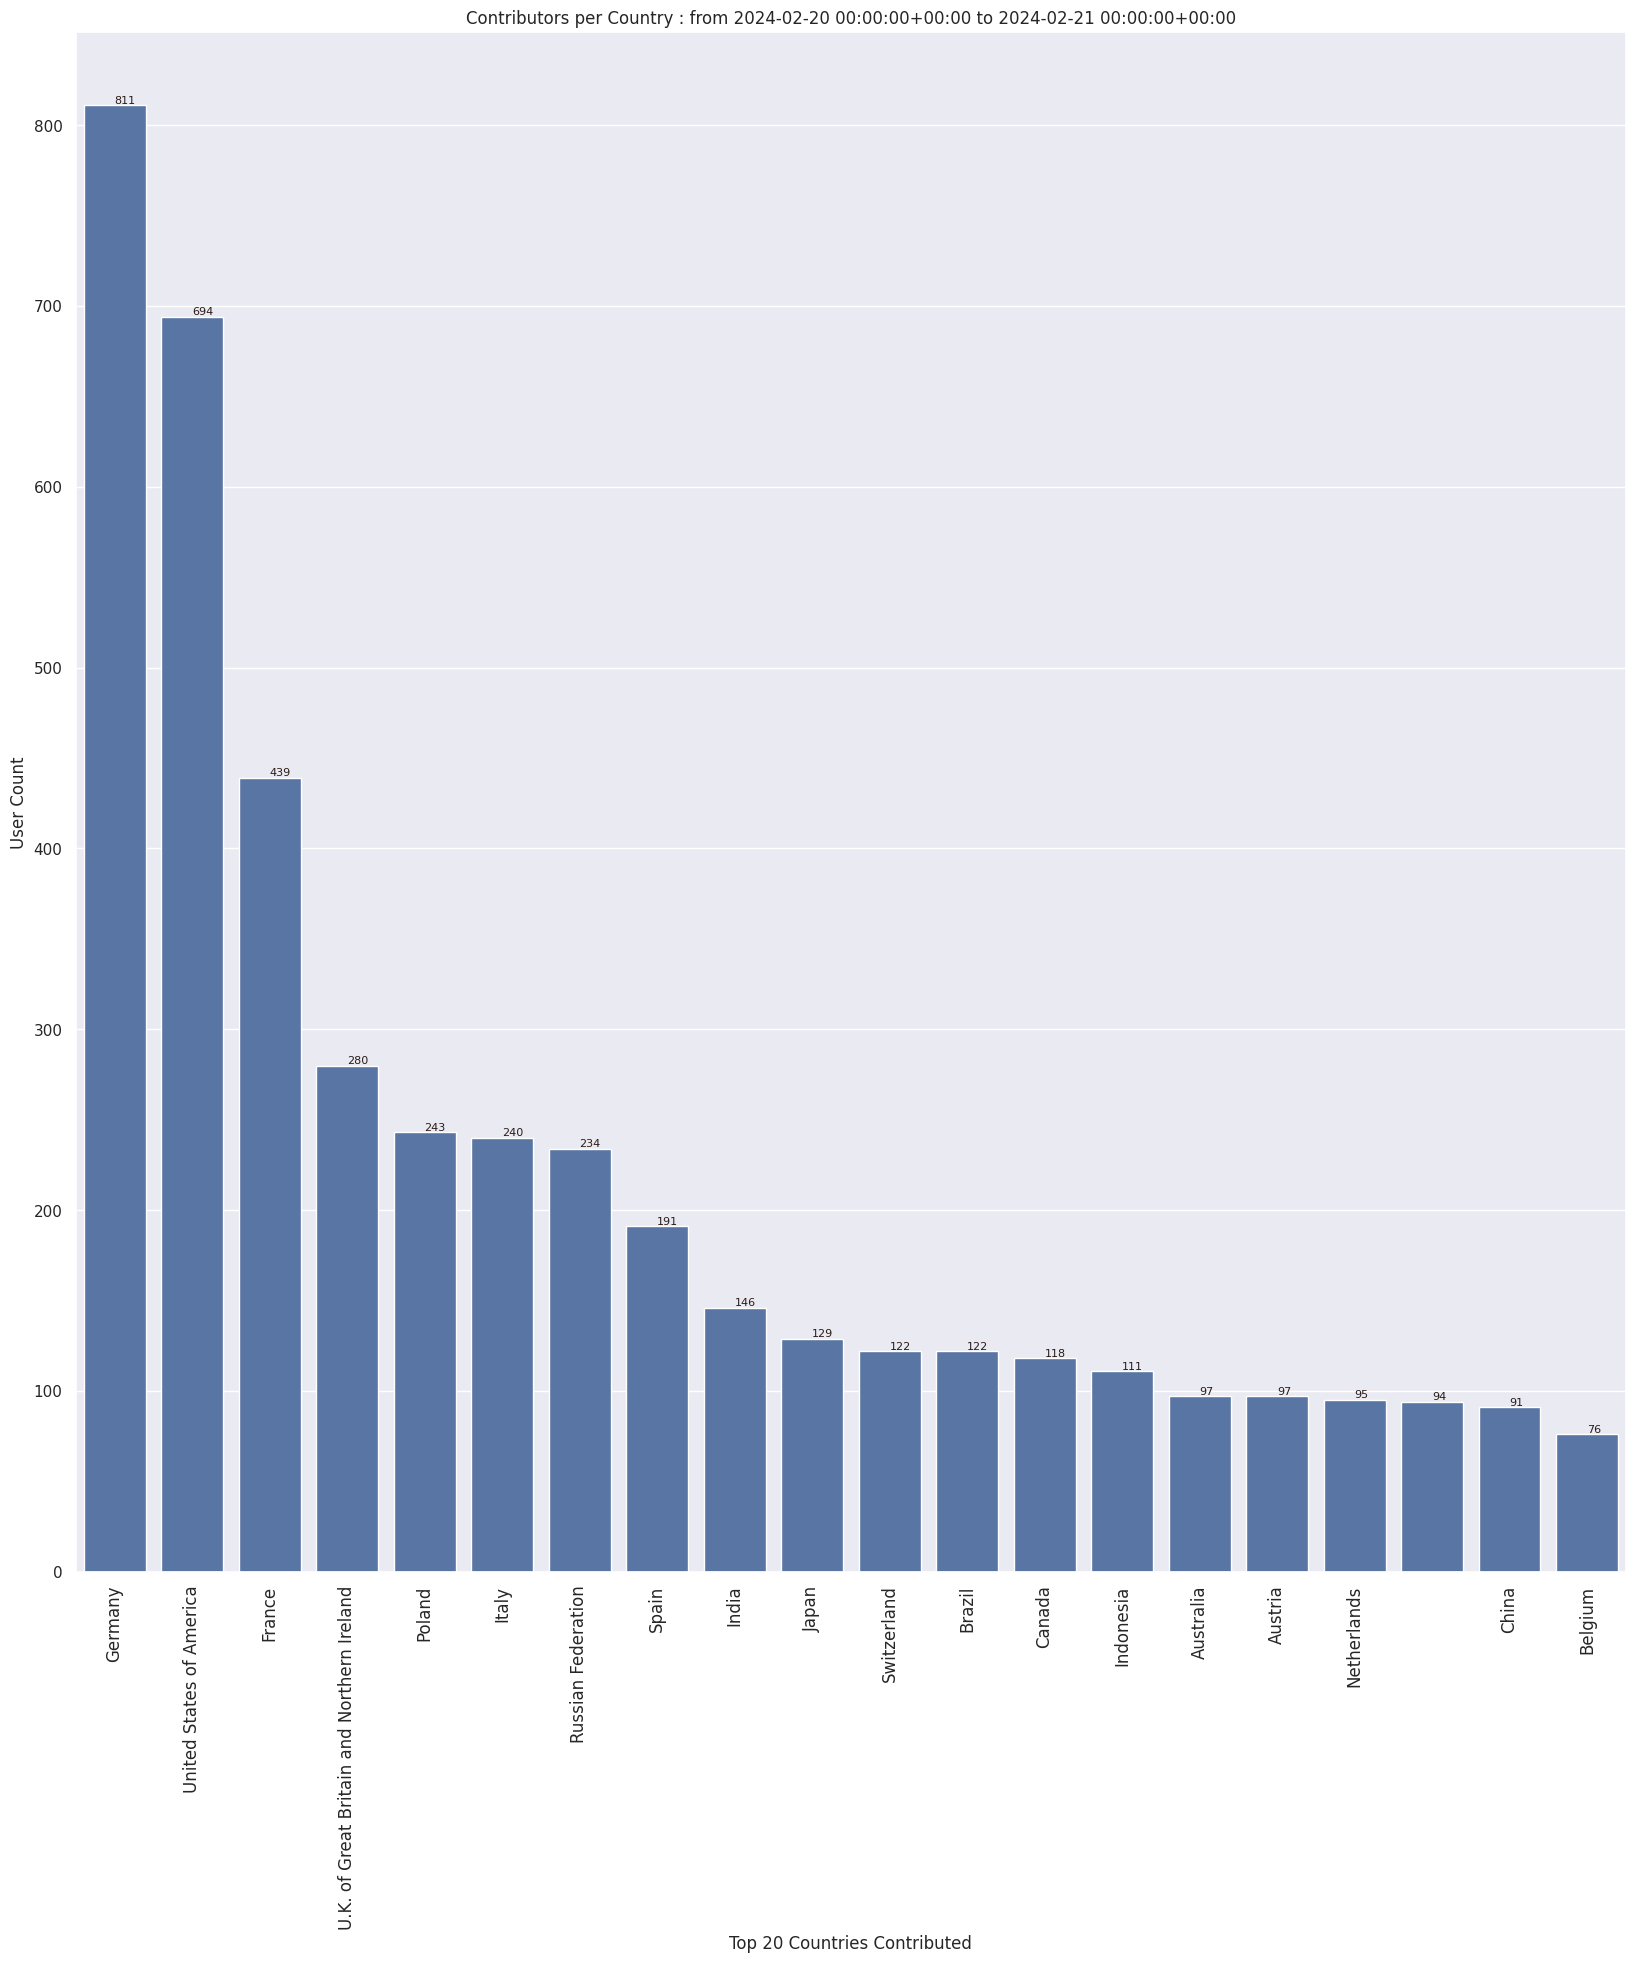 Contributors per Country : from 2024-02-20 00:00:00+00:00 to 2024-02-21 00:00:00+00:00
User Count
800
700
600
500
400
300
200
100
0
811
694
439
280
243
240
234
191
146
129
122
122
118
111
97
97
95
94
91
76
Germany
United States of America
France
U.K. of Great Britain and Northern Ireland
Poland
Italy
Russian Federation
Spain
India
Japan
Switzerland
Brazil
Canada
Indonesia
Australia
Austria
Netherlands
China
Belgium
Top 20 Countries Contributed